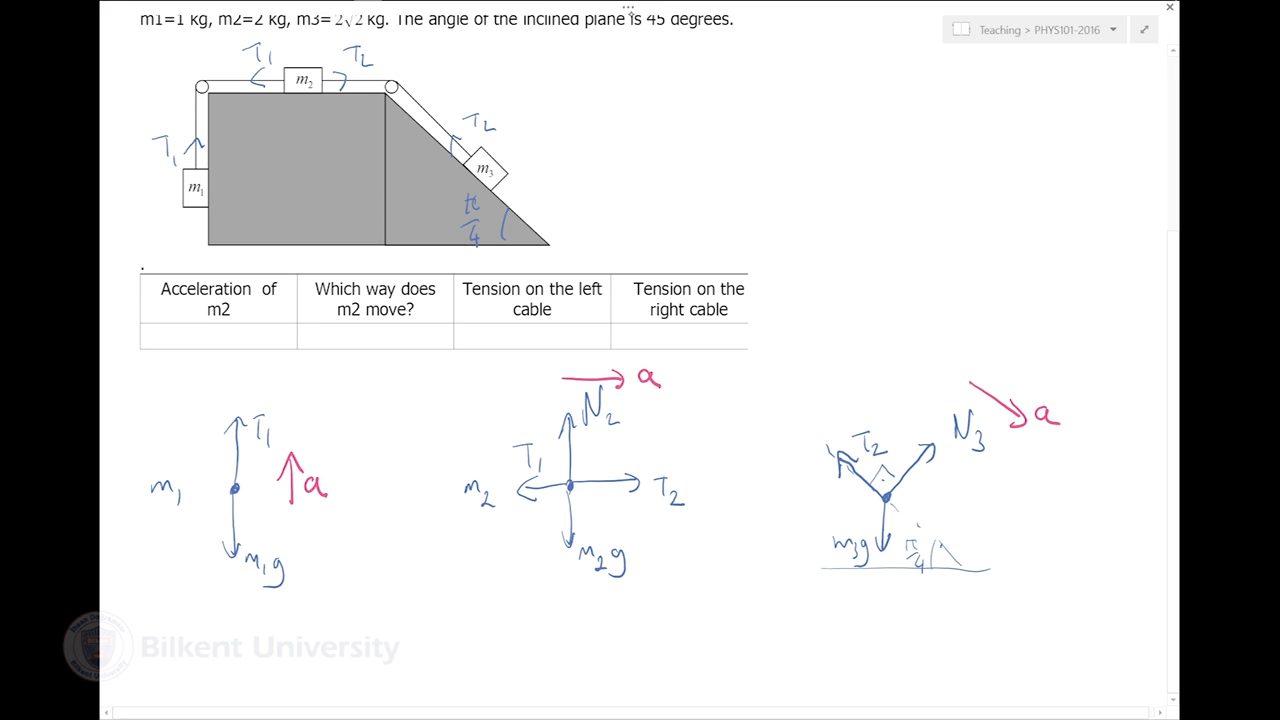 m1=1 kg, m2=2 kg, m3=2√2 kg. The angle of the inclined plane is 45 degrees.
Teaching > PHYS101-2016
T1
T2
m2
T1
T2
m1
m3
π/4
.
Acceleration of m2
Which way does m2 move?
Tension on the left cable
Tension on the right cable
a
N2
T1
a
m1
m1g
T1
m2
T2
m2g
a
N3
T2
m3g
π/4
Bilkent University